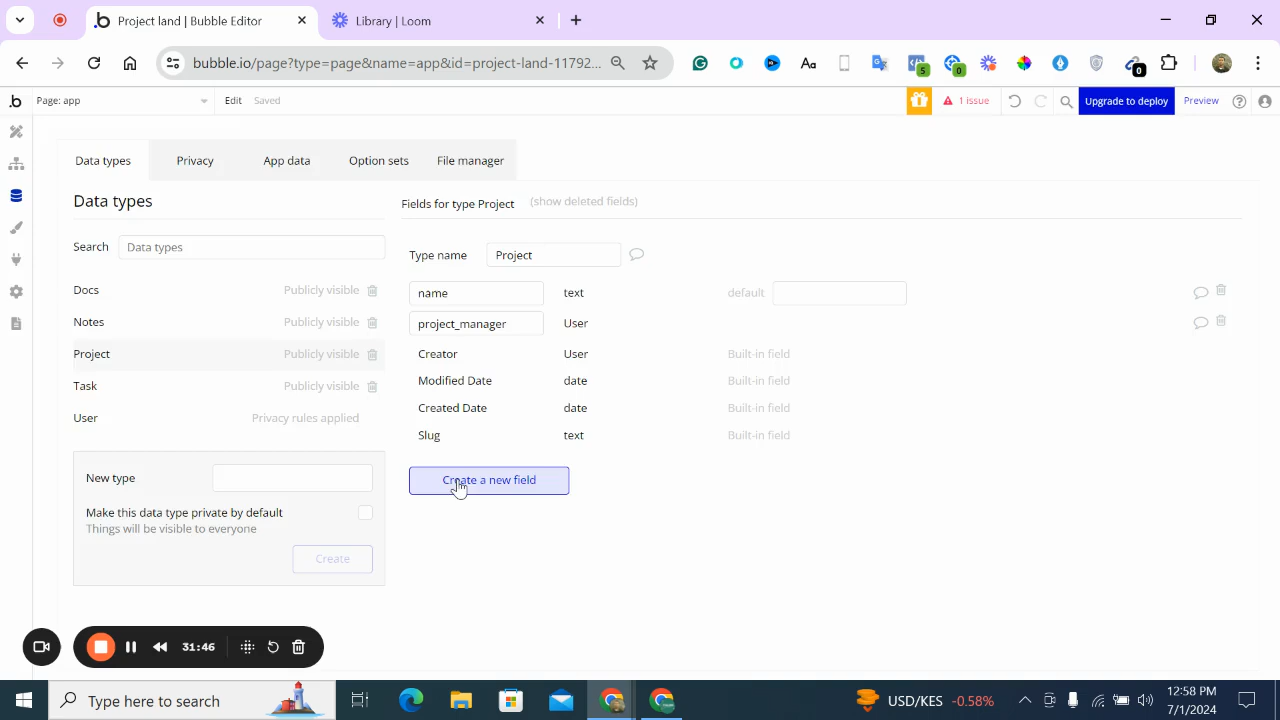 Project land | Bubble Editor
Library | Loom
bubble.io/page?type=page&name=app&id=project-land-11792...
5
0
0
Page: app
Edit
Saved
1 issue
Upgrade to deploy
Preview
Data types
Privacy
App data
Option sets
File manager
Data types
Fields for type Project
(show deleted fields)
Search
Data types
Type name
Project
Docs
Publicly visible
name
text
default
Notes
Publicly visible
project_manager
User
Project
Publicly visible
Creator
User
Built-in field
Task
Publicly visible
Modified Date
date
Built-in field
User
Privacy rules applied
Created Date
date
Built-in field
Slug
text
Built-in field
New type
Create a new field
Make this data type private by default
Things will be visible to everyone
Create
31:46
Type here to search
USD/KES -0.58%
12:58 PM
7/1/2024